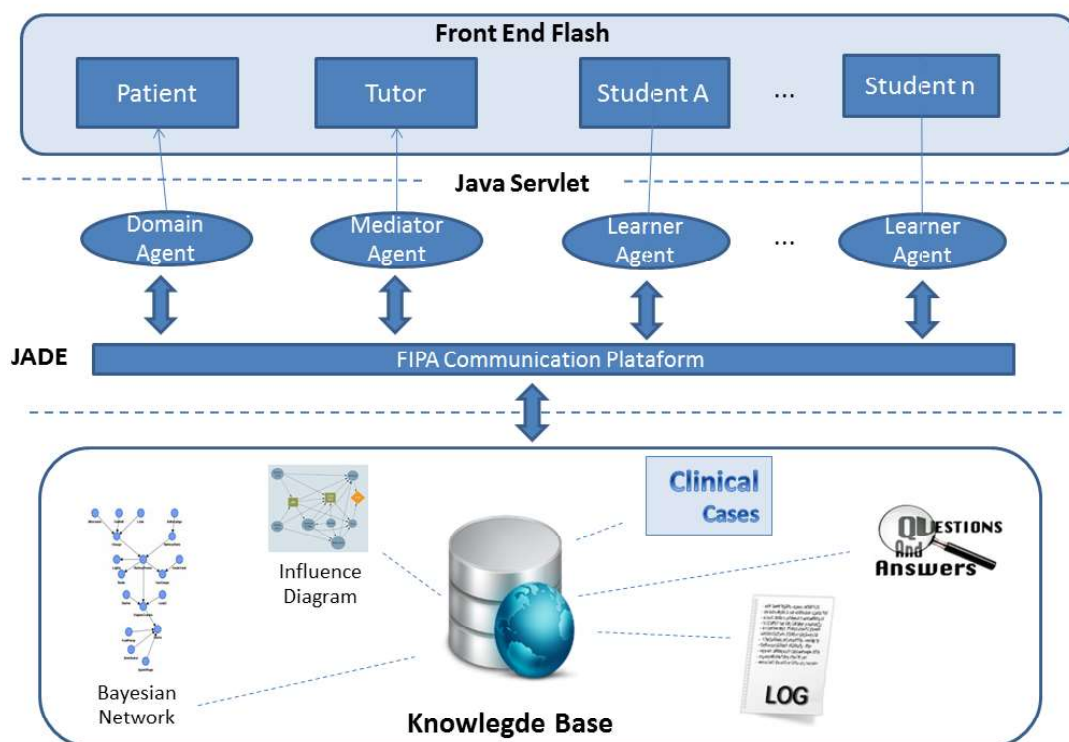 Front End Flash
Patient
Tutor
Student A
...
Student n
Java Servlet
Domain
Agent
Mediator
Agent
Learner
Agent
...
Learner
Agent
JADE
FIPA Communication Plataform
Clinical
Cases
Influence
Diagram
QUESTIONS
And
Answers
LOG
Bayesian
Network
Knowlegde Base